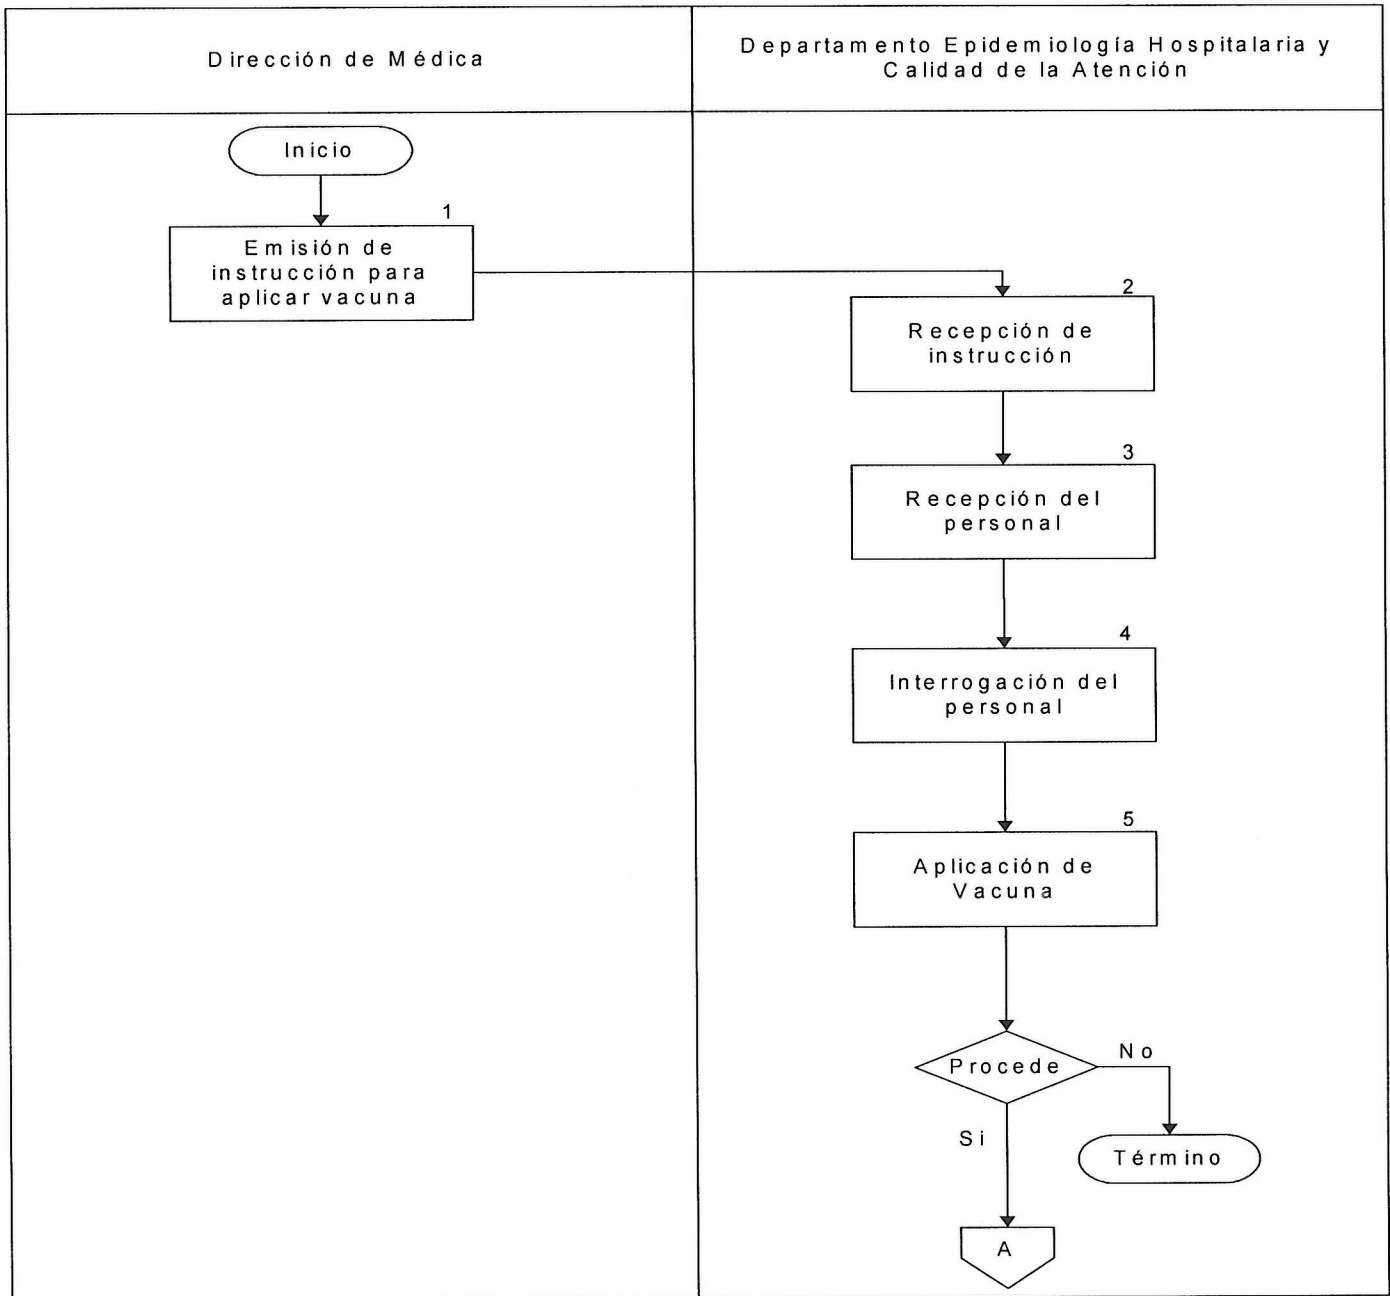 Dirección de Médica
Departamento Epidemiología Hospitalaria y
Calidad de la Atención
Inicio
1
Emisión de
instrucción para
aplicar vacuna
2
Recepción de
instrucción
3
Recepción del
personal
4
Interrogación del
personal
5
Aplicación de
Vacuna
Procede
No
Si
Término
A